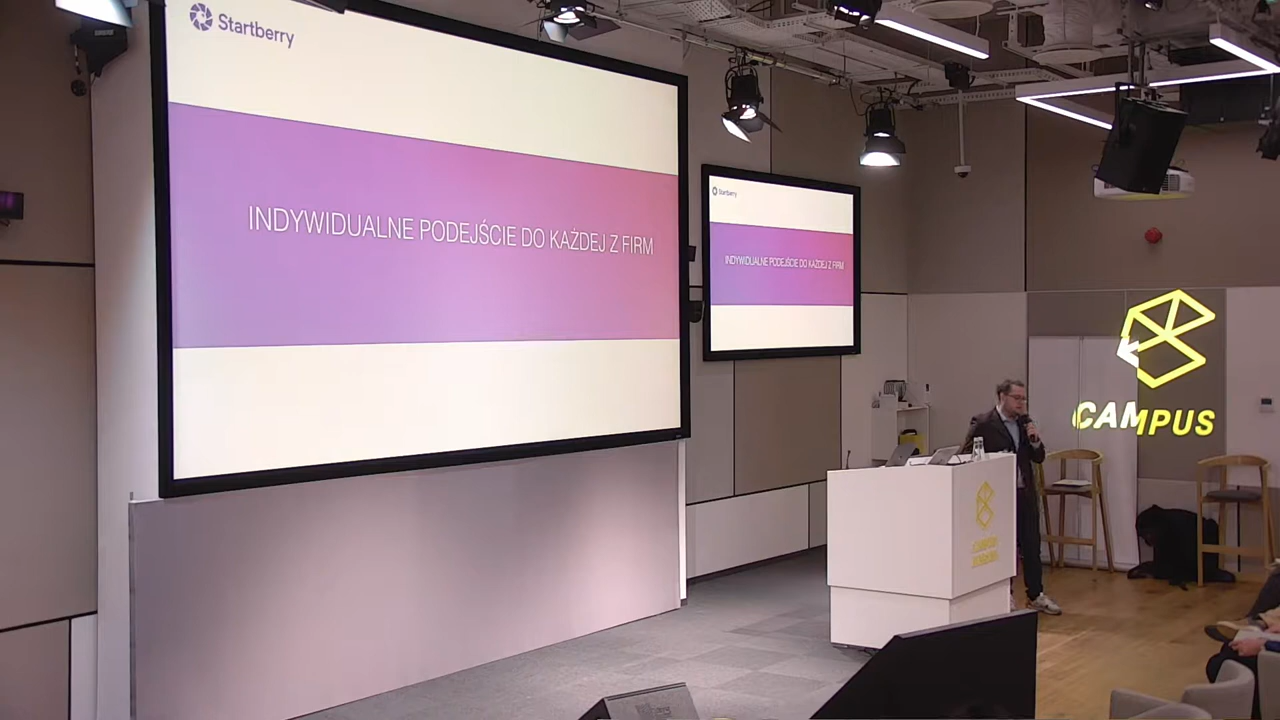 Startberry
INDYWIDUALNE PODEJŚCIE DO KAŻDEJ Z FIRM
Startberry
INDYWIDUALNE PODEJŚCIE DO KAŻDEJ Z FIRM
CAMPUS